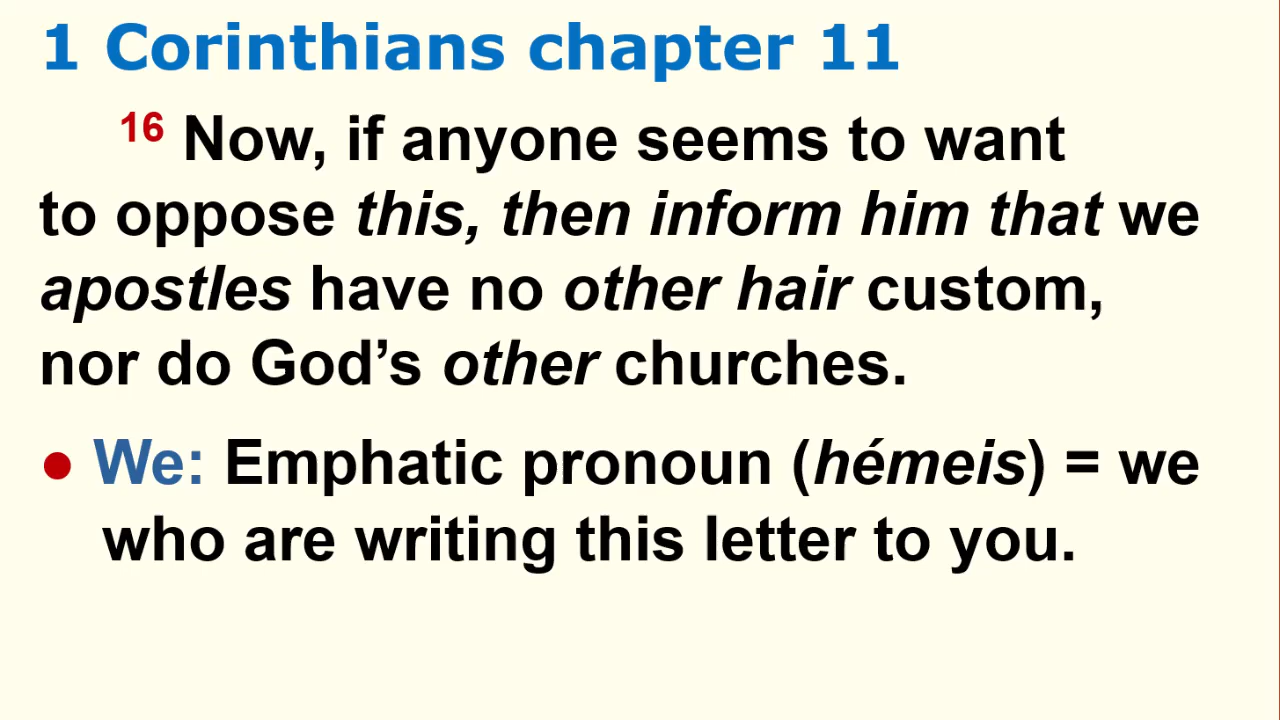 1 Corinthians chapter 11
16 Now, if anyone seems to want
to oppose this, then inform him that we
apostles have no other hair custom,
nor do God’s other churches.
● We: Emphatic pronoun (hémeis) = we
who are writing this letter to you.